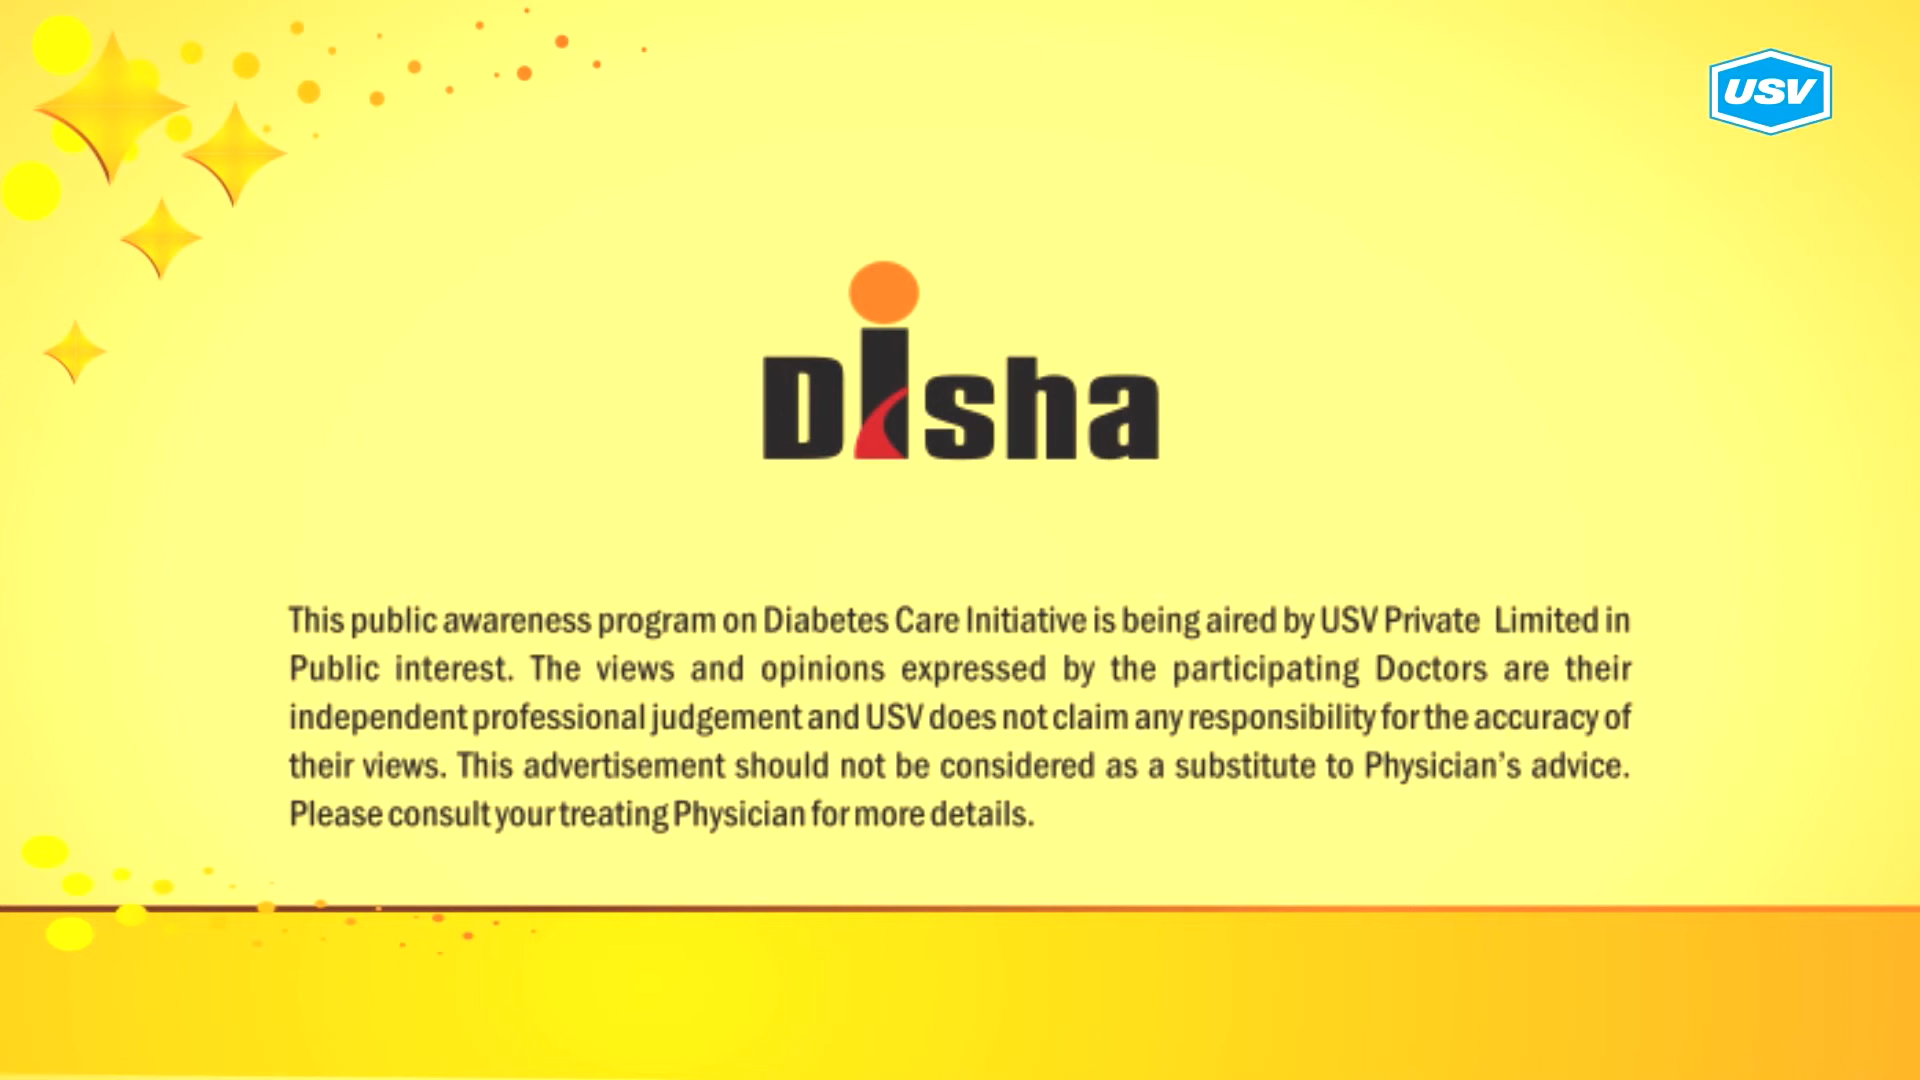 USV
Disha
This public awareness program on Diabetes Care Initiative is being aired by USV Private Limited in
Public interest. The views and opinions expressed by the participating Doctors are their
independent professional judgement and USV does not claim any responsibility for the accuracy of
their views. This advertisement should not be considered as a substitute to Physician's advice.
Please consult your treating Physician for more details.